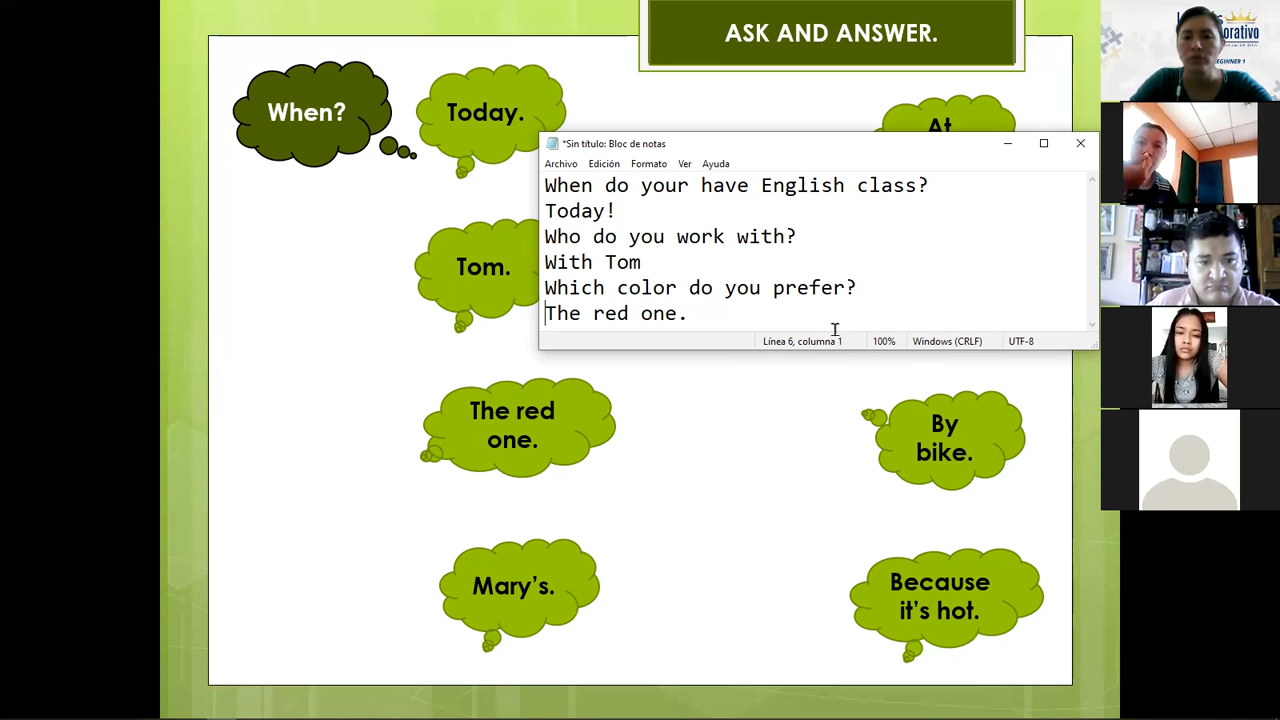 ASK AND ANSWER.
When?
Today.
At
*Sin título: Bloc de notas
Archivo Edición Formato Ver Ayuda
When do your have English class?
Today!
Who do you work with?
With Tom
Which color do you prefer?
The red one.
Línea 6, columna 1 100% Windows (CRLF) UTF-8
Tom.
The red
one.
By
bike.
Mary's.
Because
it's hot.
orativo
EGINNER 1